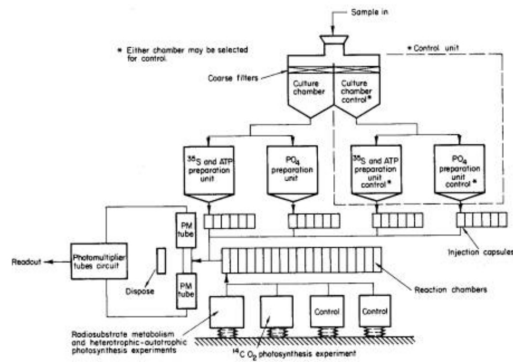 Sample in
* Either chamber may be selected
for control.
* Control unit
Coarse filters
Culture
chamber
Culture
chamber
control*
35S and ATP
preparation
unit
PO4
preparation
unit
35S and ATP
preparation
unit
control*
PO4
preparation
unit
control*
Injection capsules
PM
tube
Photomultiplier
tubes circuit
Readout
Dispose
PM
tube
Reaction chambers
Radiosubstrate metabolism
and heterotrophic-autotrophic
photosynthesis experiments
Control
Control
14C O2 photosynthesis experiment